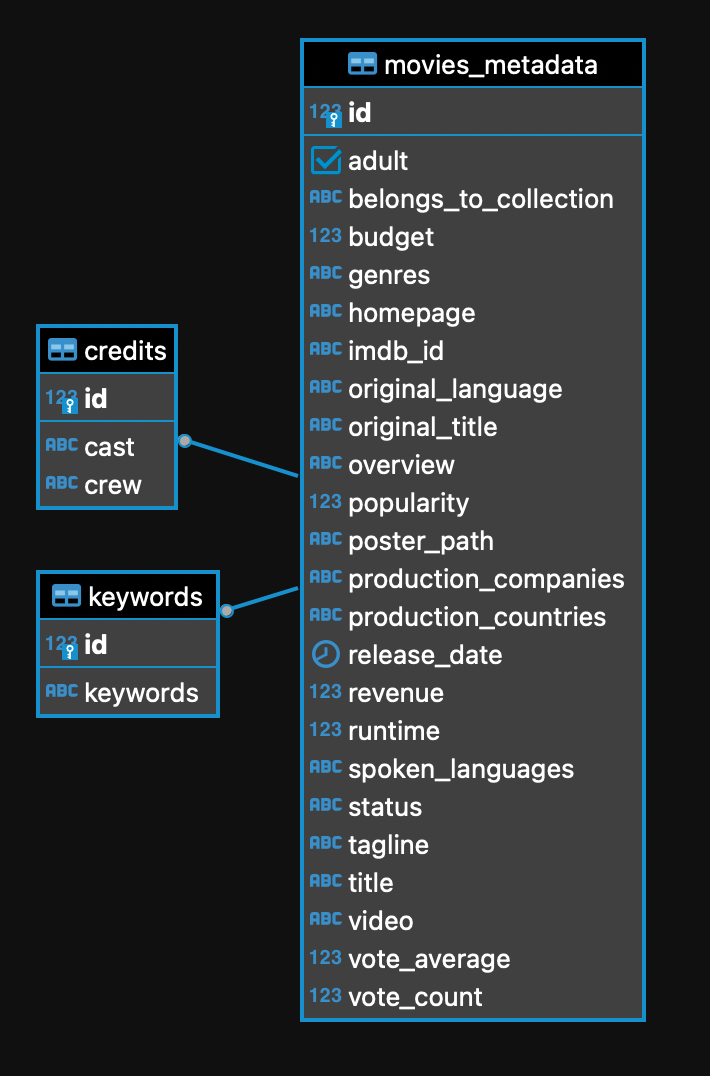 movies_metadata
123 id
adult
ABC belongs_to_collection
123 budget
ABC genres
ABC homepage
ABC imdb_id
ABC original_language
ABC original_title
ABC overview
123 popularity
ABC poster_path
ABC production_companies
ABC production_countries
release_date
123 revenue
123 runtime
ABC spoken_languages
ABC status
ABC tagline
ABC title
ABC video
123 vote_average
123 vote_count
credits
123 id
ABC cast
ABC crew
keywords
123 id
ABC keywords